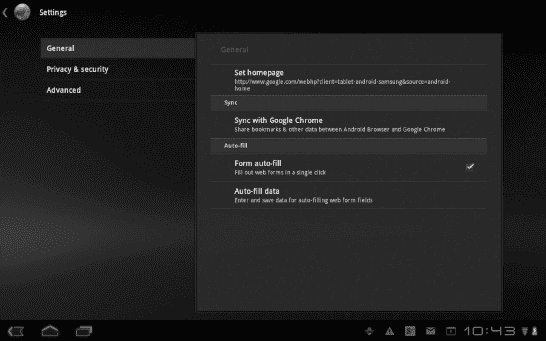 Settings
General
Privacy & security
Advanced
General
Set homepage
http://www.google.com/webhp?client=tablet-android-samsung&source=android-
home
Sync
Sync with Google Chrome
Share bookmarks & other data between Android Browser and Google Chrome
Auto-fill
Form auto-fill
Fill out web forms in a single click
Auto-fill data
Enter and save data for auto-filling web form fields
10:43